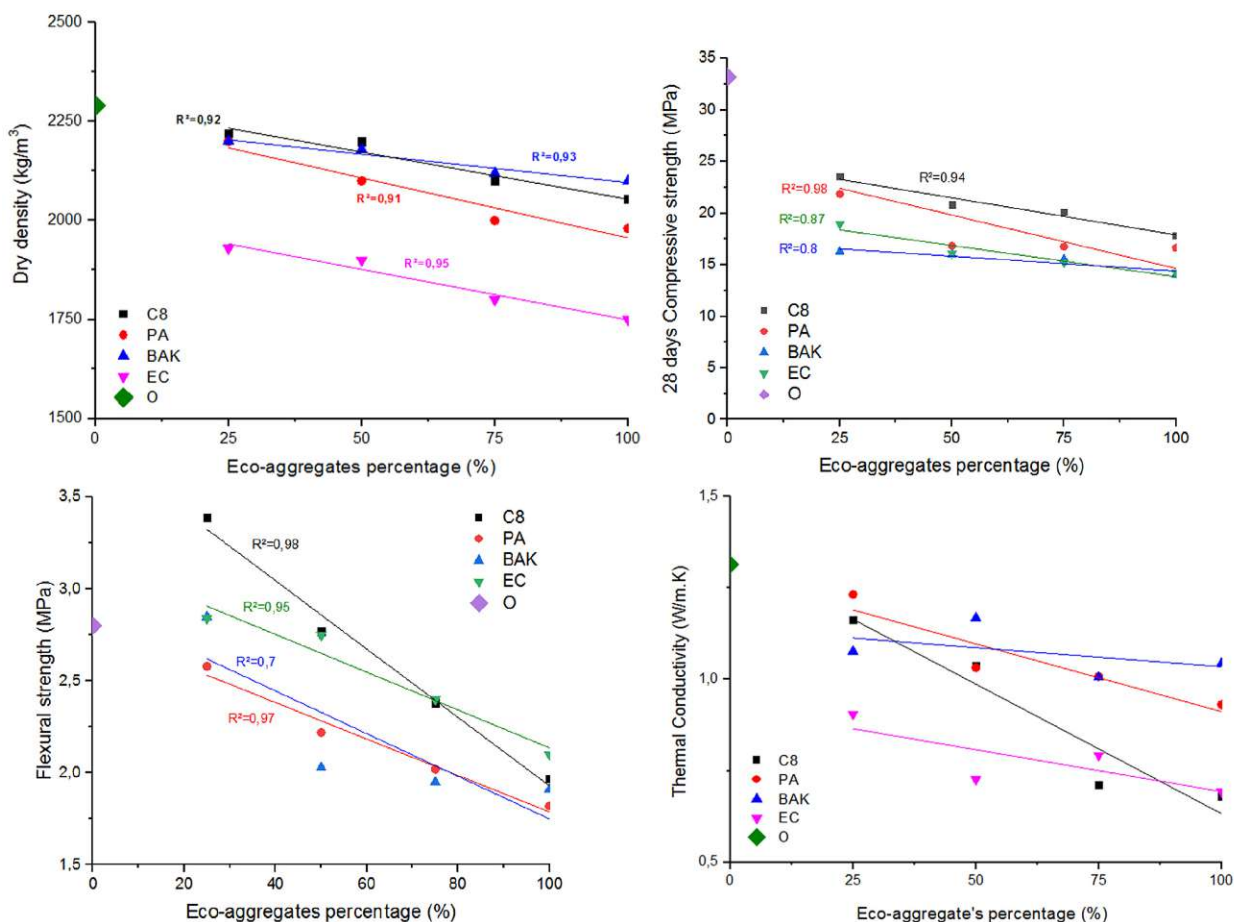 2500
2250
2000
1750
1500
Dry density (kg/m³)
R²=0,92
R²=0,93
R²=0,91
R²=0,95
C8
PA
BAK
EC
O
0 25 50 75 100
Eco-aggregates percentage (%)
35
30
25
20
15
10
5
0
28 days Compressive strength (MPa)
R²=0.94
R²=0.98
R²=0.87
R²=0.8
C8
PA
BAK
EC
O
0 25 50 75 100
Eco-aggregates percentage (%)
3,5
3,0
2,5
2,0
1,5
Flexural strength (MPa)
R²=0,98
R²=0,95
R²=0,7
R²=0,97
C8
PA
BAK
EC
O
0 20 40 60 80 100
Eco-aggregates percentage (%)
1,5
1,0
0,5
Thermal Conductivity (W/m.K)
C8
PA
BAK
EC
O
0 25 50 75 100
Eco-aggregate's percentage (%)